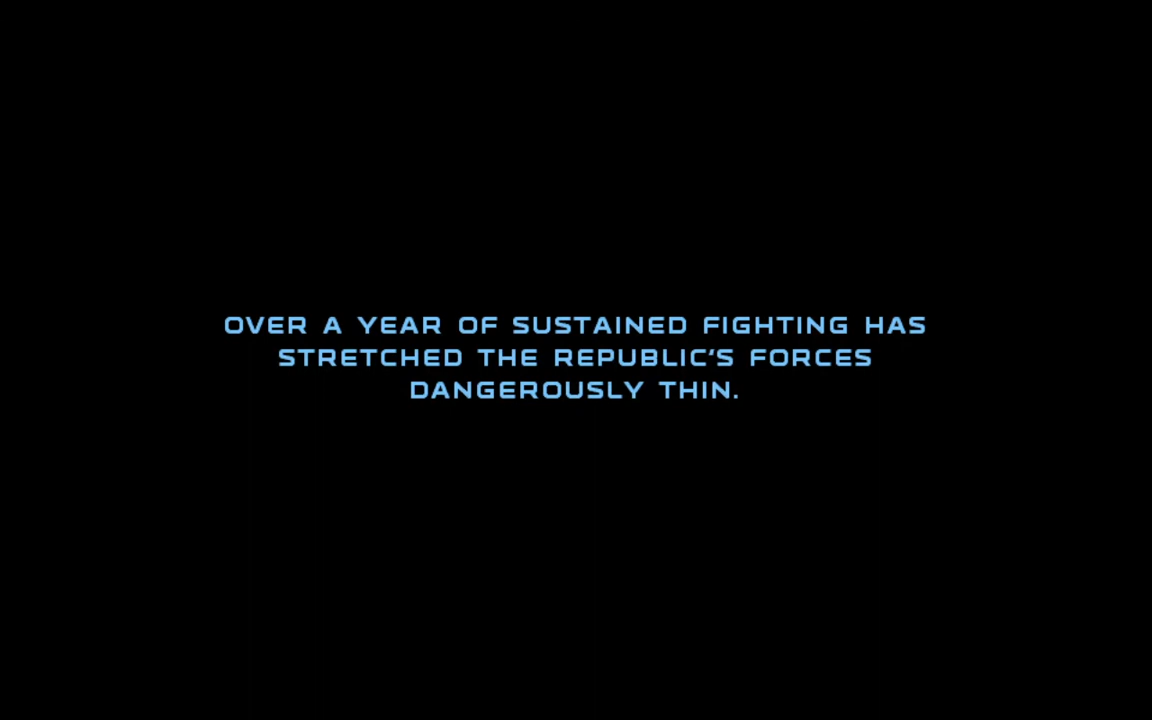 OVER A YEAR OF SUSTAINED FIGHTING HAS
STRETCHED THE REPUBLIC'S FORCES
DANGEROUSLY THIN.